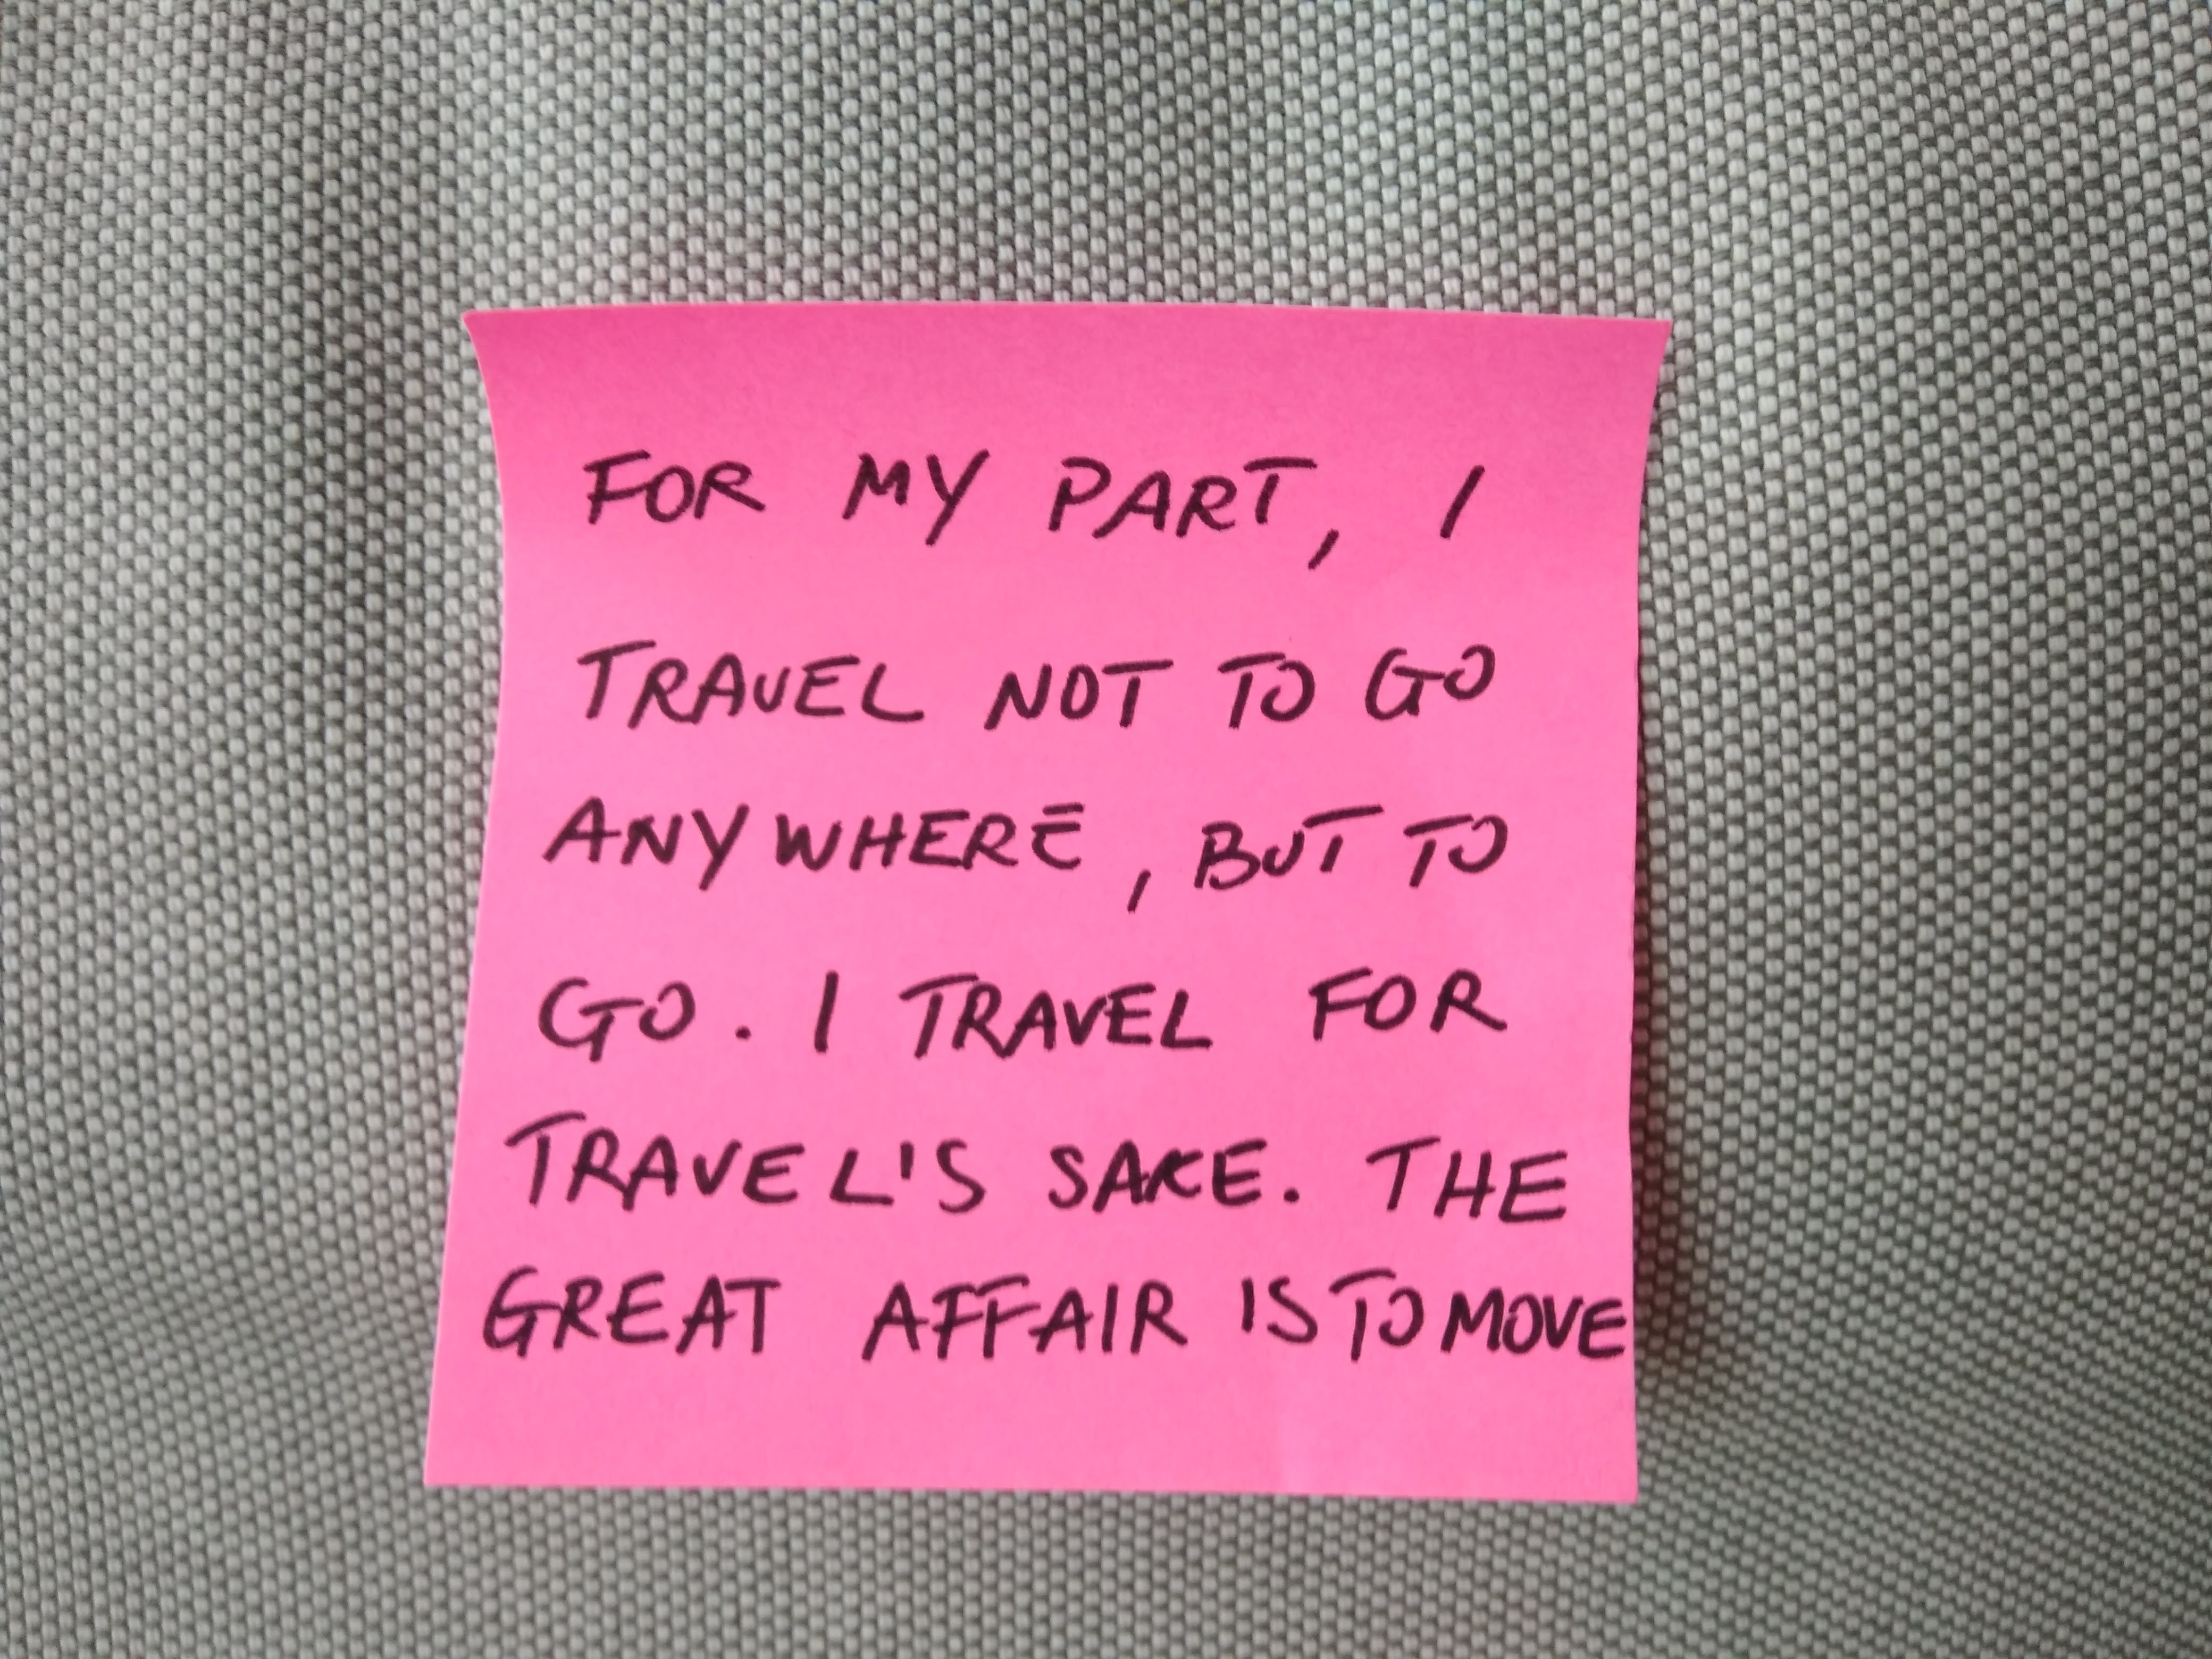 FOR MY PART, I
TRAVEL NOT TO GO
ANYWHERE, BUT TO
GO. I TRAVEL FOR
TRAVEL'S SAKE. THE
GREAT AFFAIR IS TO MOVE